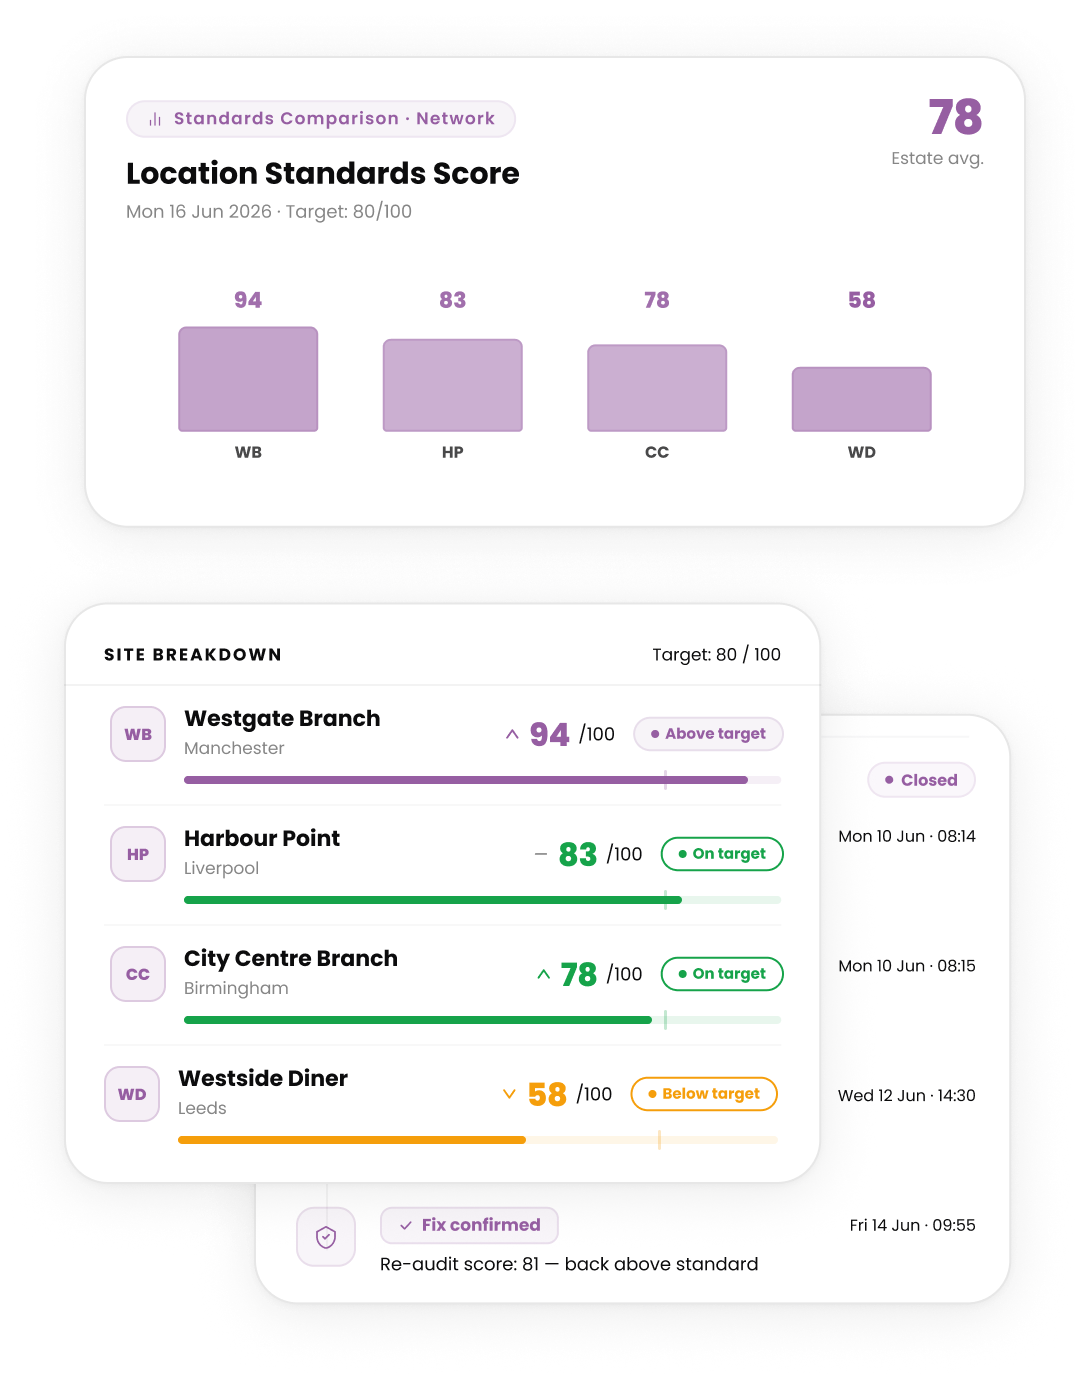 Standards Comparison · Network
Location Standards Score
Mon 16 Jun 2026 · Target: 80/100
78
Estate avg.
94
83
78
58
WB
HP
CC
WD
SITE BREAKDOWN
Target: 80 / 100
WB
Westgate Branch
Manchester
94 /100
Above target
HP
Harbour Point
Liverpool
83 /100
On target
CC
City Centre Branch
Birmingham
78 /100
On target
WD
Westside Diner
Leeds
58 /100
Below target
Closed
Mon 10 Jun · 08:14
Mon 10 Jun · 08:15
Wed 12 Jun · 14:30
Fix confirmed
Fri 14 Jun · 09:55
Re-audit score: 81 — back above standard